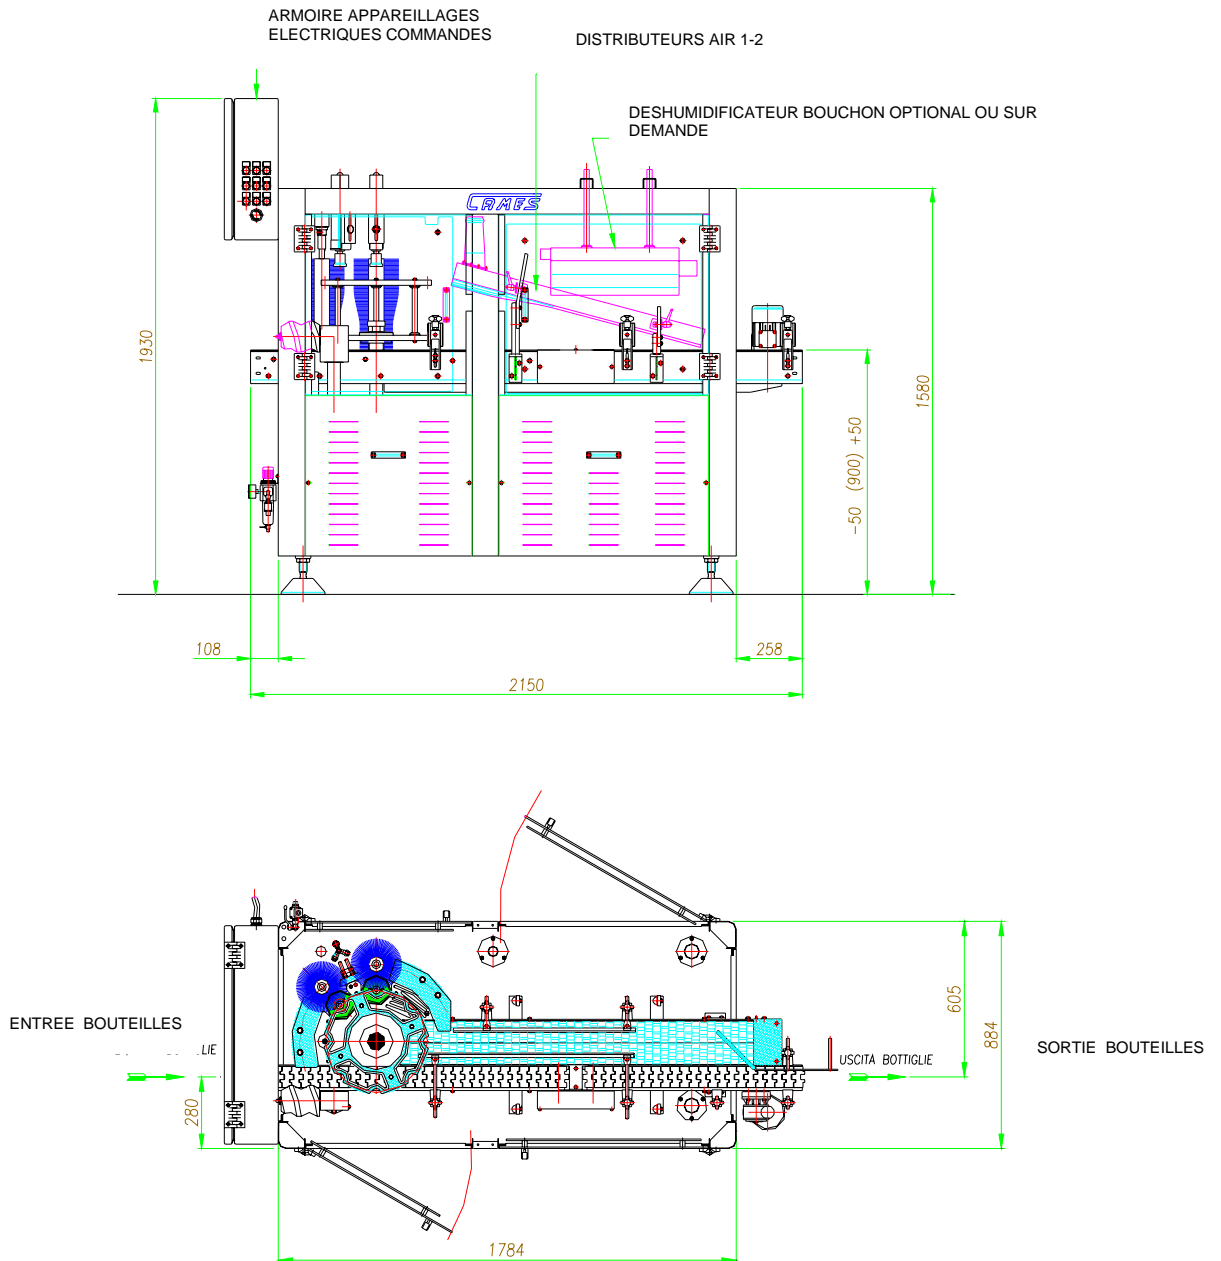 ARMOIRE APPAREILLAGES
ELECTRIQUES COMMANDES
DISTRIBUTEURS AIR 1-2
DESHUMIDIFICATEUR BOUCHON OPTIONAL OU SUR
DEMANDE
CAMES
1930
1580
-50 (900) +50
108
258
2150
ENTREE BOUTEILLES
LIE
USCITA BOTTIGLIE
SORTIE BOUTEILLES
605
884
280
1784